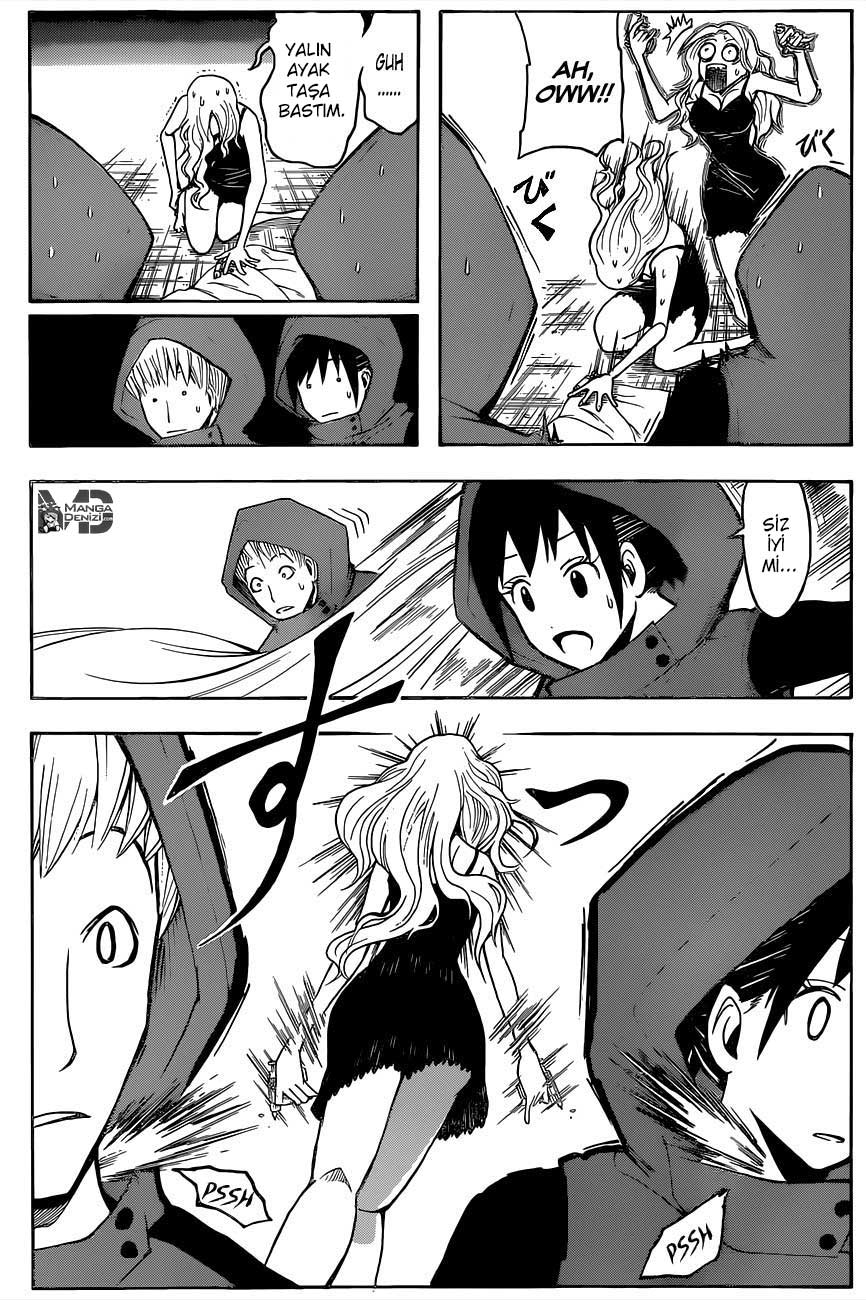 AH,
OWW!!
びく
びく
GUH
......
YALIN
AYAK
TAŞA
BASTIM.
MANGA
DENİZİ.com
SİZ
İYİ
Mİ...
すっ
PSSH
PSSH